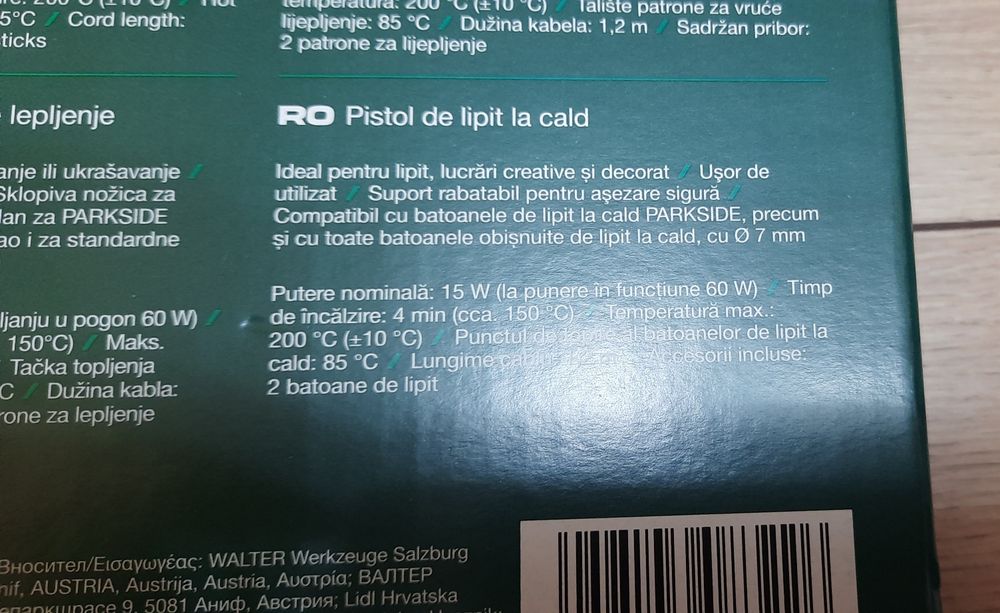 5°C // Cord length:
sticks
temperatura: 200 °C (±10 °C) // Talište patrone za vruće
lijepljenje: 85 °C // Dužina kabela: 1,2 m // Sadržan pribor:
2 patrone za lijepljenje
lepljenje
anje ili ukrašavanje //
Sklopiva nožica za
lan za PARKSIDE
ao i za standardne
ljanju u pogon 60 W) //
150°C) // Maks.
Tačka topljenja
C // Dužina kabla:
rone za lepljenje
RO Pistol de lipit la cald
Ideal pentru lipit, lucrări creative și decorat // Ușor de
utilizat // Suport rabatabil pentru așezare sigură //
Compatibil cu batoanele de lipit la cald PARKSIDE, precum
și cu toate batoanele obișnuite de lipit la cald, cu Ø 7 mm
Putere nominală: 15 W (la punere în funcțiune 60 W) // Timp
de încălzire: 4 min (cca. 150 °C) // Temperatură max.:
200 °C (±10 °C) // Punctul de topire al batoanelor de lipit la
cald: 85 °C // Lungime Accesorii incluse:
2 batoane de lipit
Вносител/Εισαγωγέας: WALTER Werkzeuge Salzburg
nif, AUSTRIA, Austrija, Austria, Αυστρία; ВАЛТЕР
5081 Аниф, Австрия; Lidl Hrvatska